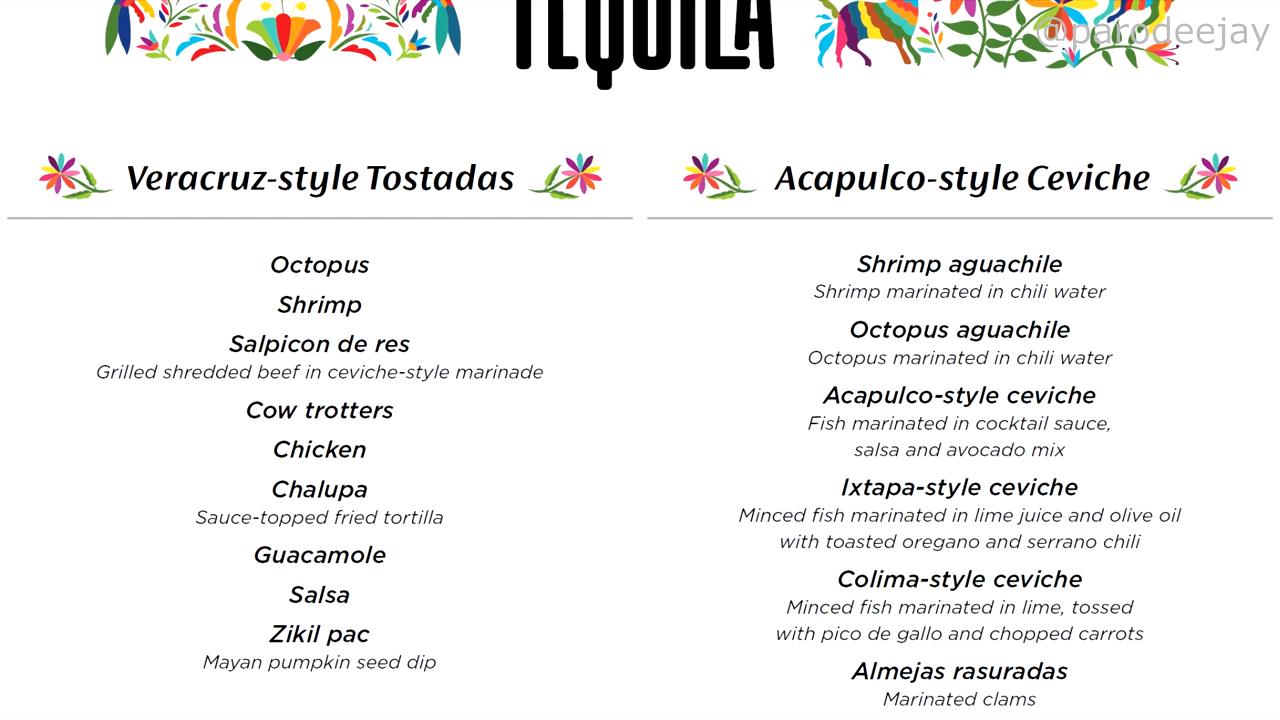 TEQUILA
@parodeejay
Veracruz-style Tostadas
Octopus
Shrimp
Salpicon de res
Grilled shredded beef in ceviche-style marinade
Cow trotters
Chicken
Chalupa
Sauce-topped fried tortilla
Guacamole
Salsa
Zikil pac
Mayan pumpkin seed dip
Acapulco-style Ceviche
Shrimp aguachile
Shrimp marinated in chili water
Octopus aguachile
Octopus marinated in chili water
Acapulco-style ceviche
Fish marinated in cocktail sauce,
salsa and avocado mix
Ixtapa-style ceviche
Minced fish marinated in lime juice and olive oil
with toasted oregano and serrano chili
Colima-style ceviche
Minced fish marinated in lime, tossed
with pico de gallo and chopped carrots
Almejas rasuradas
Marinated clams